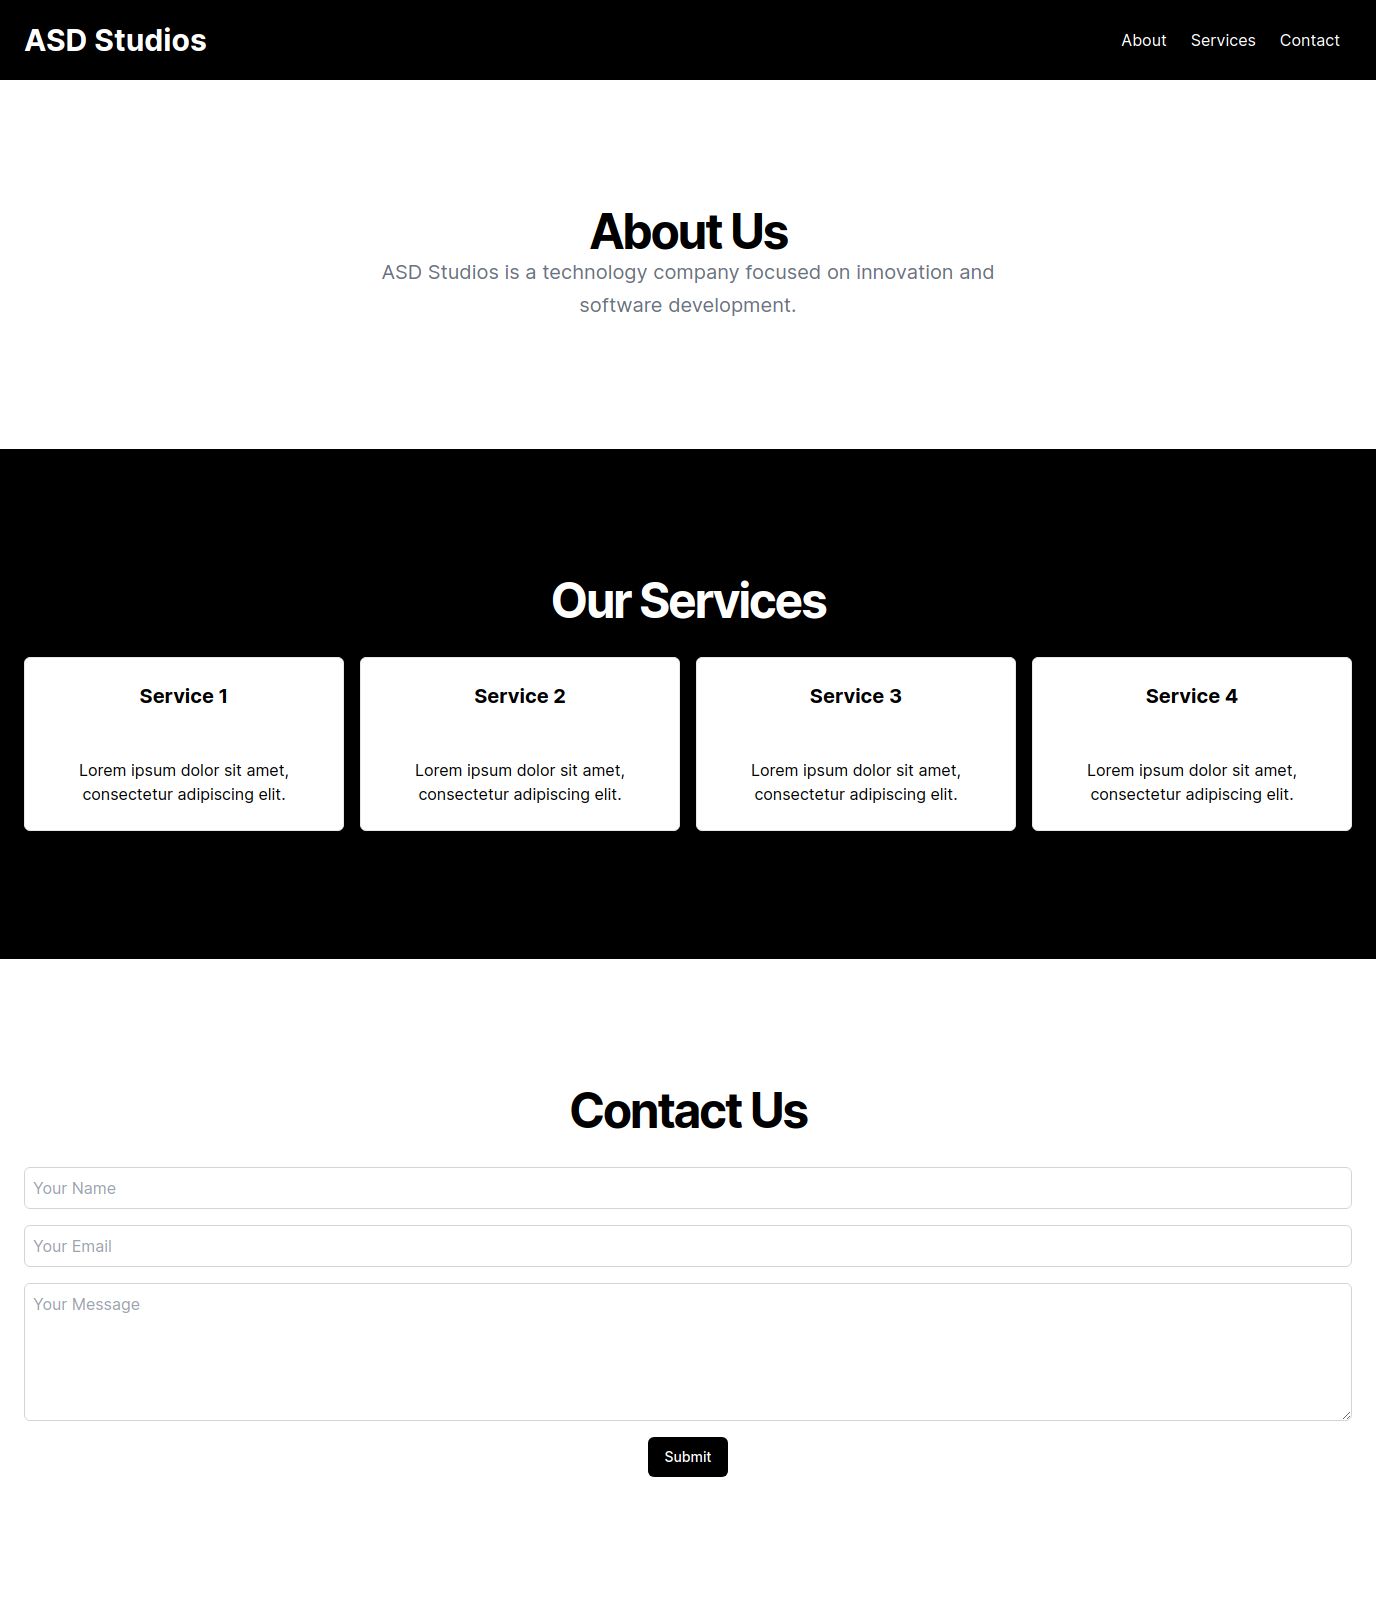 ASD Studios
About Services Contact
About Us
ASD Studios is a technology company focused on innovation and
software development.
Our Services
Service 1
Lorem ipsum dolor sit amet,
consectetur adipiscing elit.
Service 2
Lorem ipsum dolor sit amet,
consectetur adipiscing elit.
Service 3
Lorem ipsum dolor sit amet,
consectetur adipiscing elit.
Service 4
Lorem ipsum dolor sit amet,
consectetur adipiscing elit.
Contact Us
Your Name
Your Email
Your Message
Submit